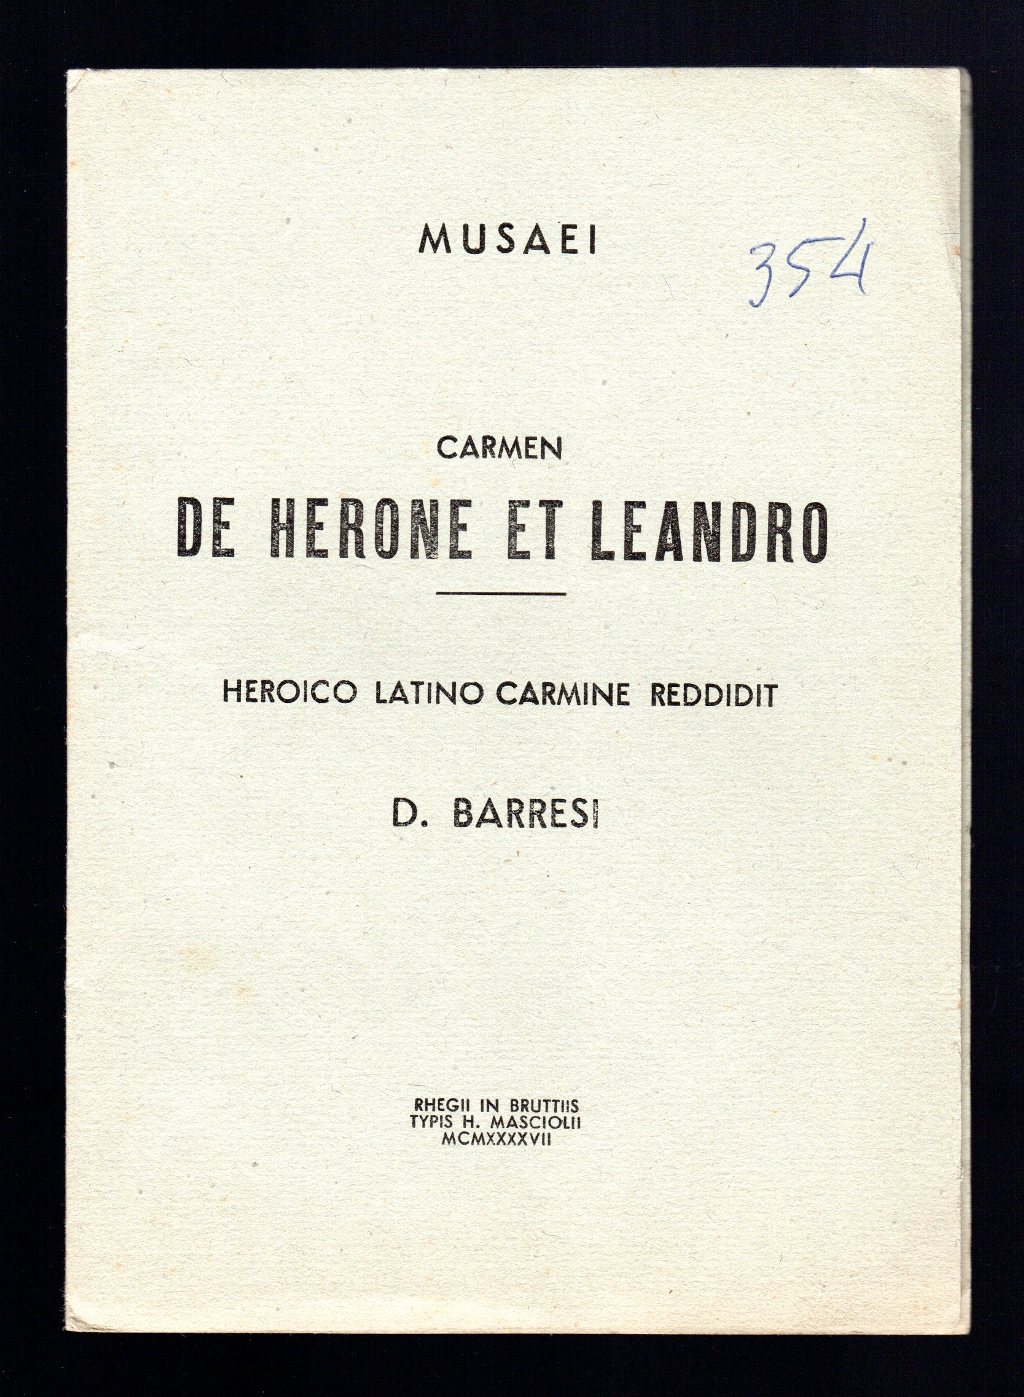 MUSAEI
354
CARMEN
DE HERONE ET LEANDRO
HEROICO LATINO CARMINE REDDIDIT
D. BARRESI
RHEGII IN BRUTTIIS
TYPIS H. MASCIOLII
MCMXXXXVII